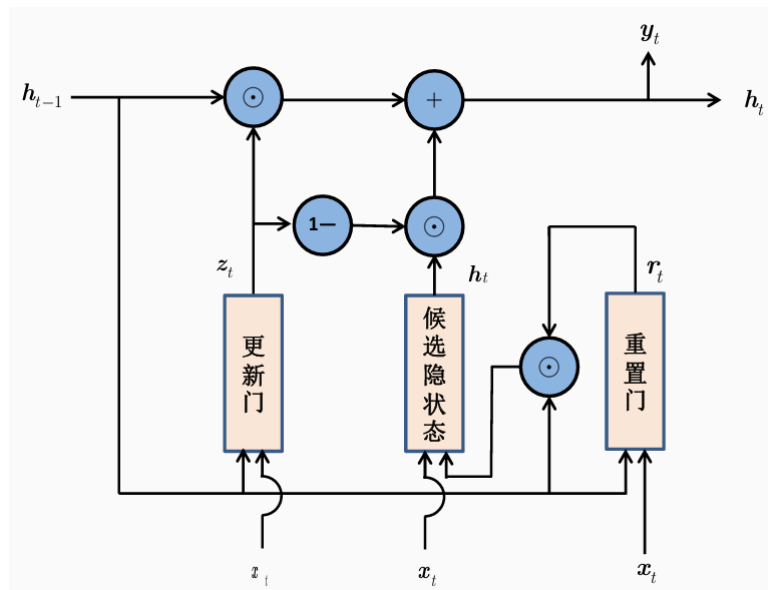 y_t
h_{t-1}
⊙
+
h_t
1—
⊙
z_t
h_t
r_t
更新门
候选隐状态
⊙
重置门
x_t
x_t